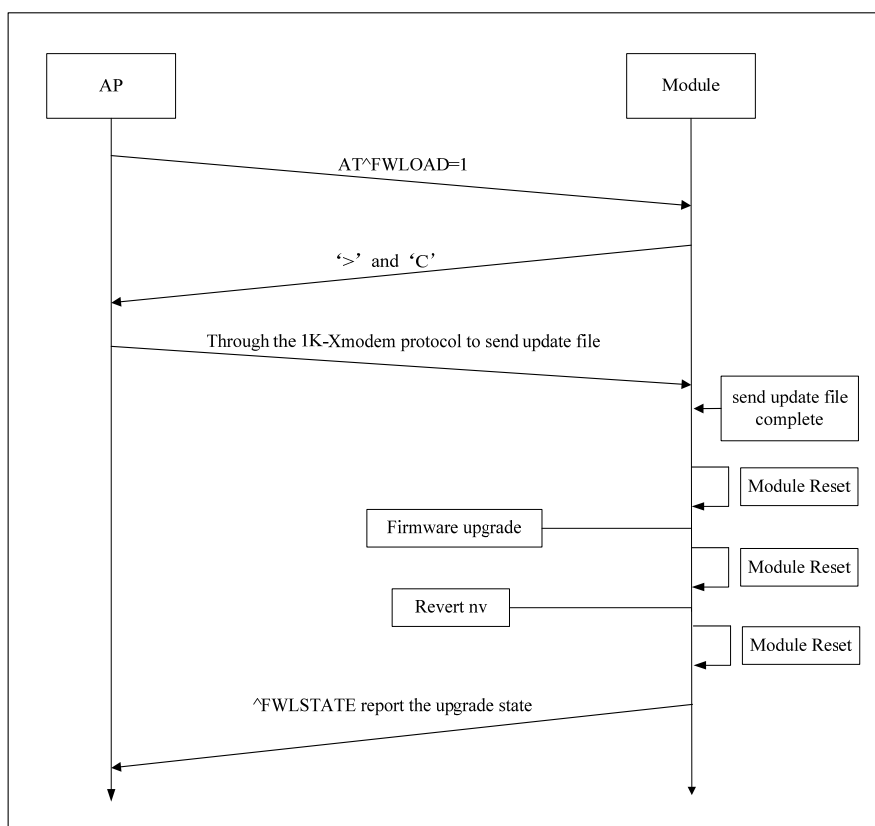 AP
Module
AT^FWLOAD=1
‘>’ and ‘C’
Through the 1K-Xmodem protocol to send update file
send update file
complete
Module Reset
Firmware upgrade
Module Reset
Revert nv
Module Reset
^FWLSTATE report the upgrade state